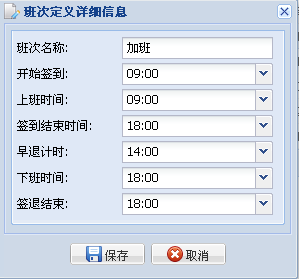 班次定义详细信息
班次名称: 加班
开始签到: 09:00
上班时间: 09:00
签到结束时间: 18:00
早退计时: 14:00
下班时间: 18:00
签退结束: 18:00
保存 取消